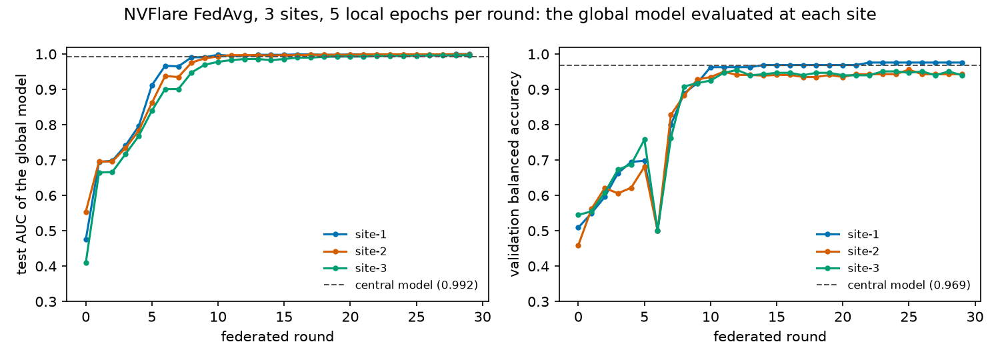 NVFlare FedAvg, 3 sites, 5 local epochs per round: the global model evaluated at each site
test AUC of the global model
1.0
0.9
0.8
0.7
0.6
0.5
0.4
0.3
0
5
10
15
20
25
30
federated round
site-1
site-2
site-3
central model (0.992)
validation balanced accuracy
1.0
0.9
0.8
0.7
0.6
0.5
0.4
0.3
0
5
10
15
20
25
30
federated round
site-1
site-2
site-3
central model (0.969)